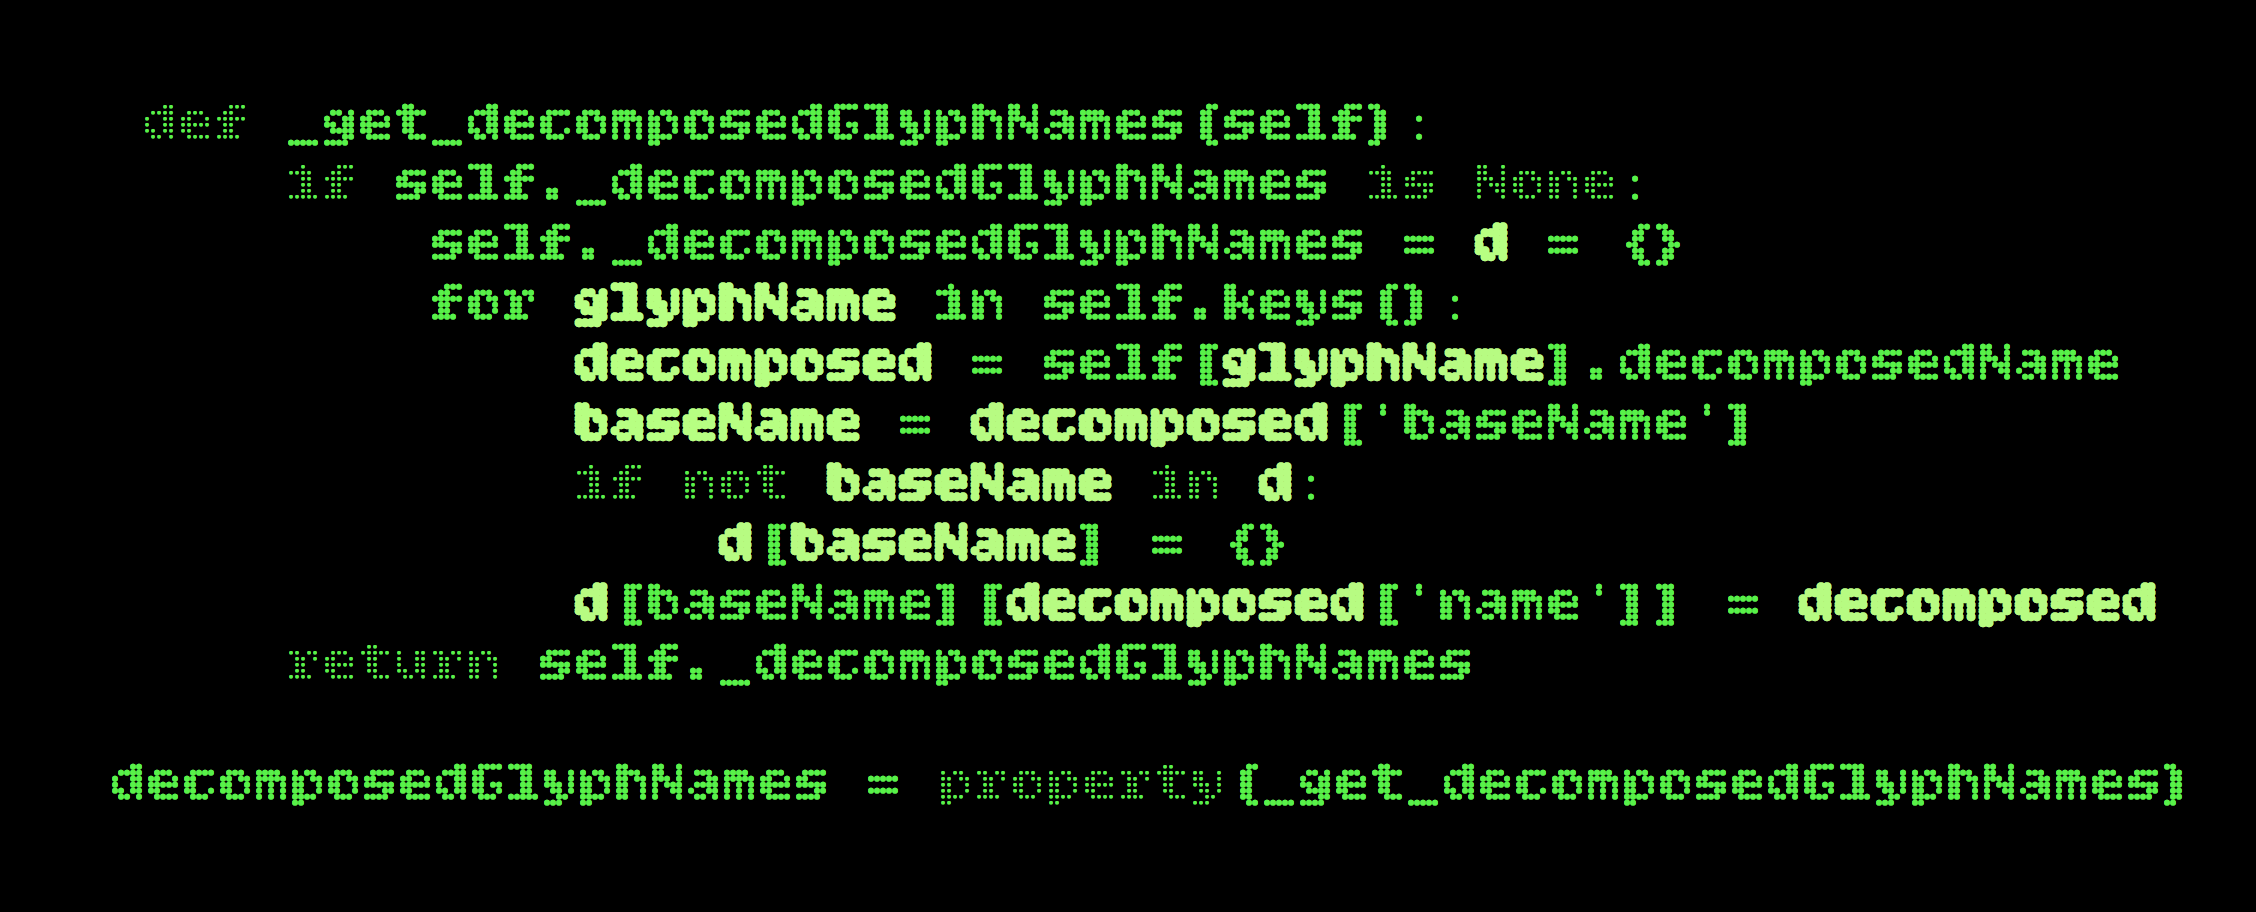 def _get_decomposedGlyphNames(self):
    if self._decomposedGlyphNames is None:
        self._decomposedGlyphNames = d = {}
        for glyphName in self.keys():
            decomposed = self[glyphName].decomposedName
            baseName = decomposed['baseName']
            if not baseName in d:
                d[baseName] = {}
            d[baseName][decomposed['name']] = decomposed
    return self._decomposedGlyphNames

decomposedGlyphNames = property(_get_decomposedGlyphNames)